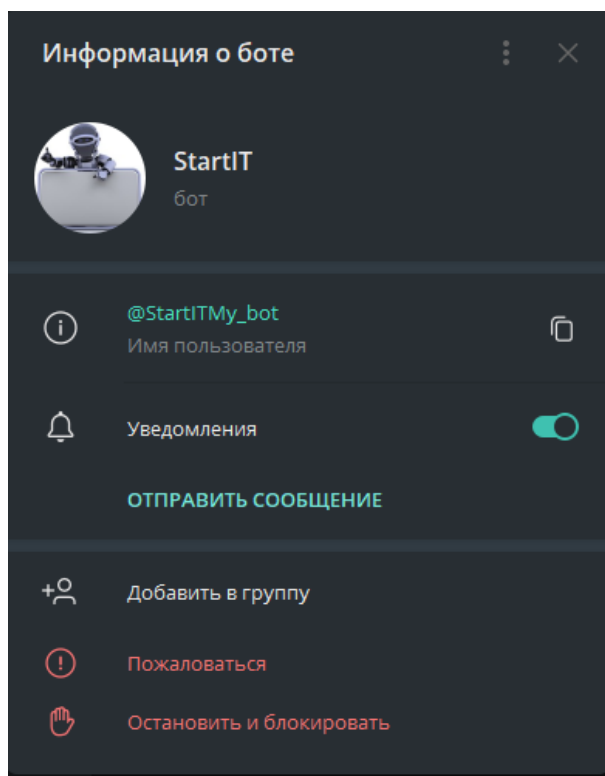 Информация о боте
StartIT
бот
@StartITMy_bot
Имя пользователя
Уведомления
ОТПРАВИТЬ СООБЩЕНИЕ
Добавить в группу
Пожаловаться
Остановить и блокировать